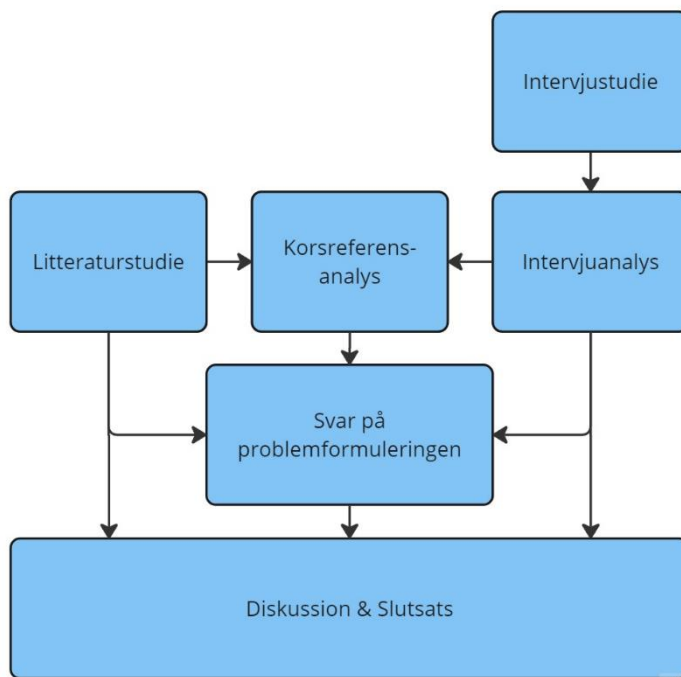 Intervjustudie
Litteraturstudie
Korsreferens-
analys
Intervjuanalys
Svar på
problemformuleringen
Diskussion & Slutsats